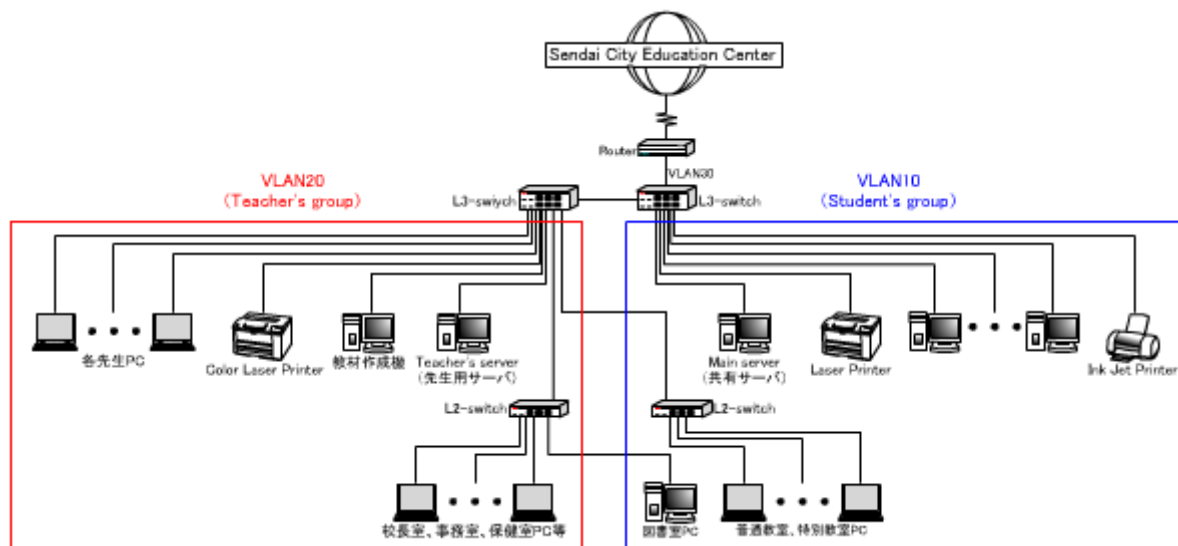 Sendai City Education Center
Router
VLAN30
VLAN20
(Teacher's group)
L3-swiych
L3-switch
VLAN10
(Student's group)
各先生PC
Color Laser Printer
教材作成機
Teacher's server
(先生用サーバ)
Main server
(共有サーバ)
Laser Printer
Ink Jet Printer
L2-switch
L2-switch
校長室、事務室、保健室PC等
図書室PC
普通教室、特別教室PC